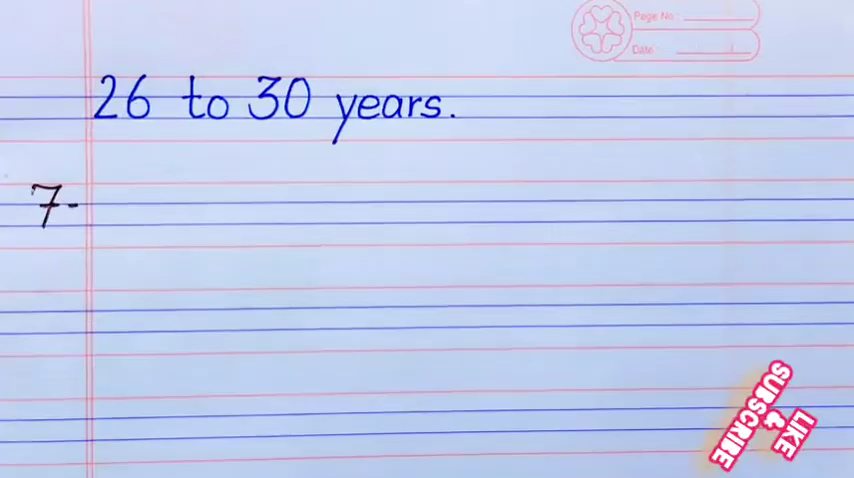 Page No :
Date :
26 to 30 years.
7-
SUBSCRIBE
&
LIKE